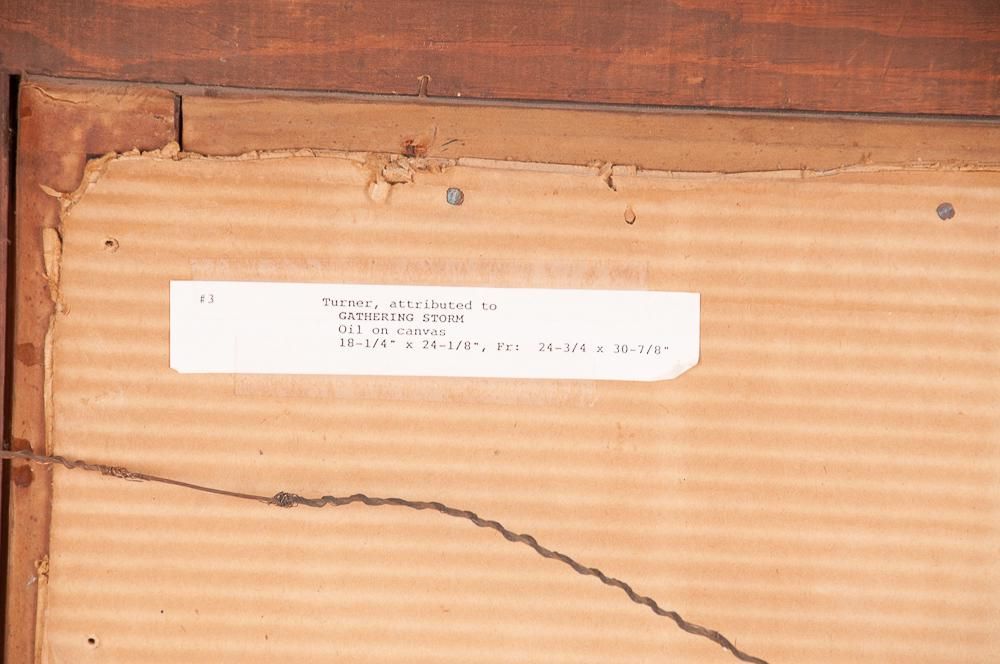 #3 Turner, attributed to
GATHERING STORM
Oil on canvas
18-1/4" x 24-1/8", Fr: 24-3/4 x 30-7/8"